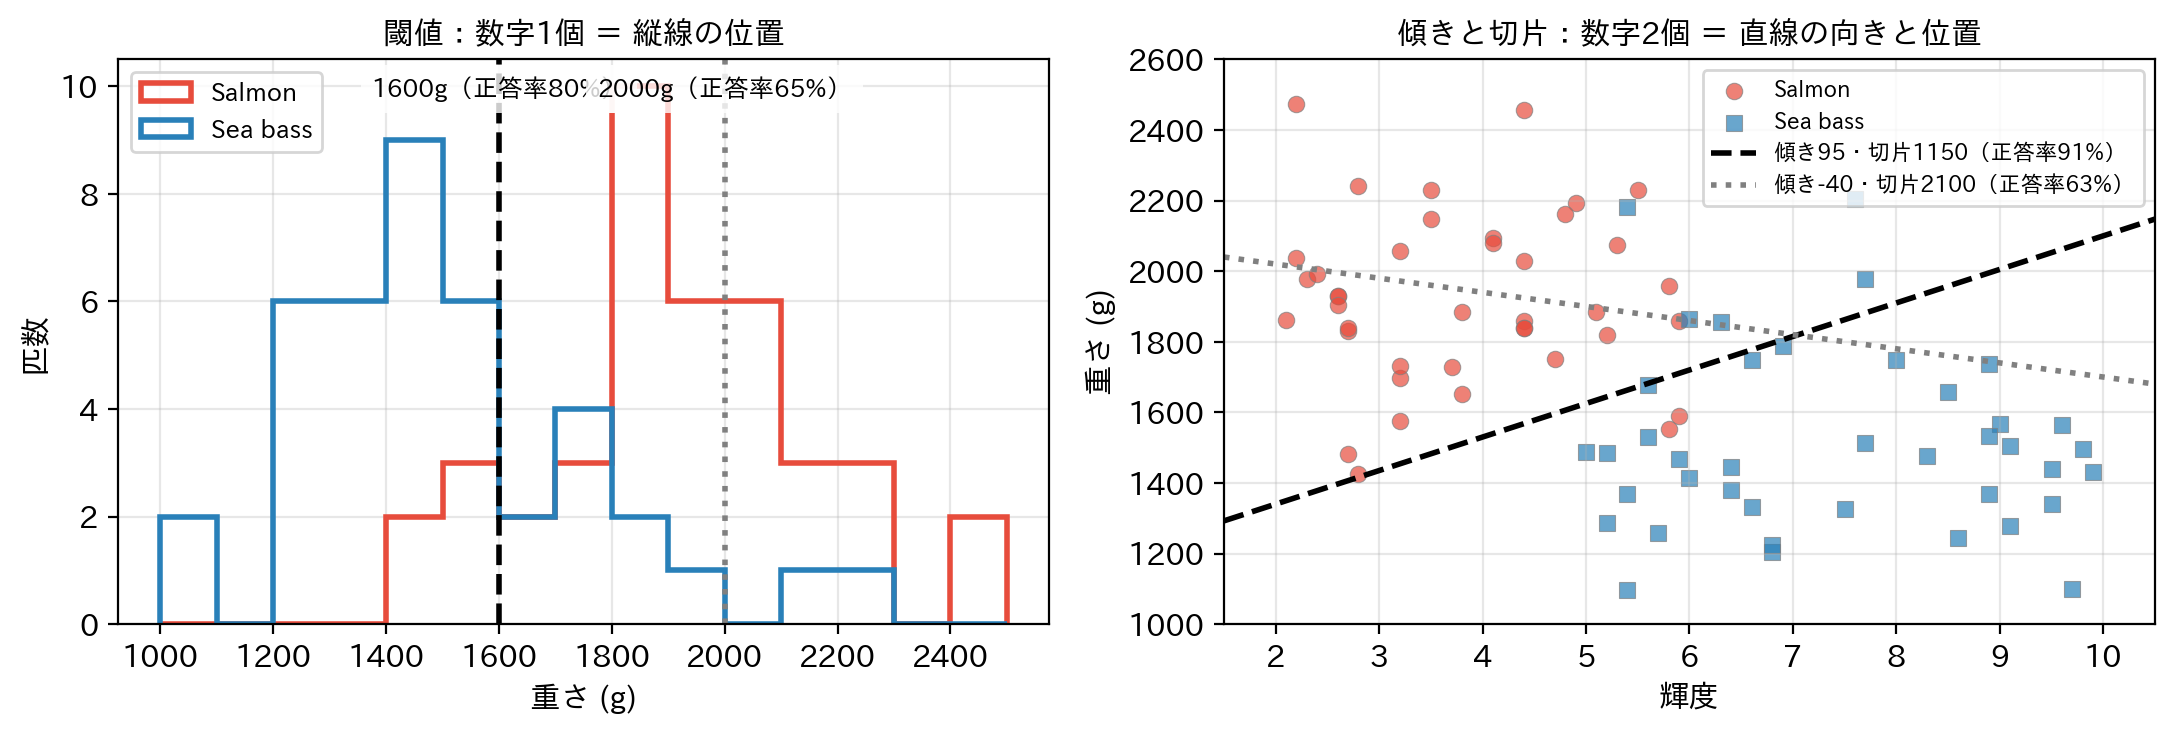 閾値：数字1個 ＝ 縦線の位置
Salmon
Sea bass
1600g（正答率80%
2000g（正答率65%）
10
8
6
4
2
0
匹数
1000 1200 1400 1600 1800 2000 2200 2400
重さ (g)
傾きと切片：数字2個 ＝ 直線の向きと位置
Salmon
Sea bass
傾き95・切片1150（正答率91%）
傾き-40・切片2100（正答率63%）
2600
2400
2200
2000
1800
1600
1400
1200
1000
重さ (g)
2 3 4 5 6 7 8 9 10
輝度